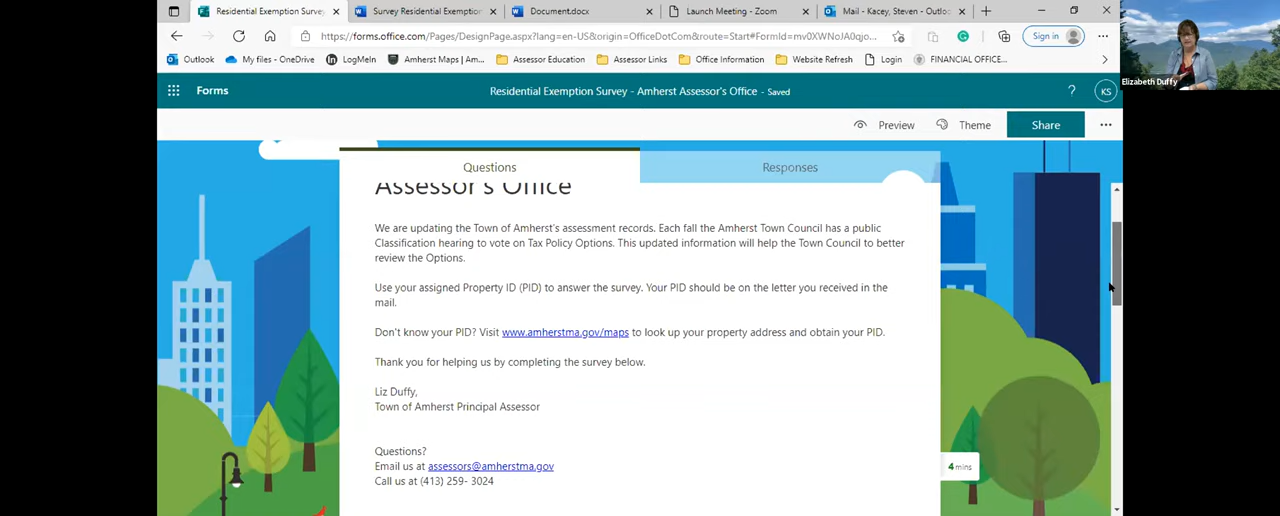 Residential Exemption Survey
Survey Residential Exemption
Document.docx
Launch Meeting - Zoom
Mail - Kacey, Steven - Outloo
https://forms.office.com/Pages/DesignPage.aspx?lang=en-US&origin=OfficeDotCom&route=Start#FormId=mv0XWNoJA0qjo...
Sign in
Outlook
My files - OneDrive
LogMeIn
Amherst Maps | Am...
Assessor Education
Assessor Links
Office Information
Website Refresh
Login
FINANCIAL OFFICE...
Elizabeth Duffy
Forms
Residential Exemption Survey - Amherst Assessor's Office - Saved
?
KS
Preview
Theme
Share
Questions
Responses
Assessor's Office
We are updating the Town of Amherst's assessment records. Each fall the Amherst Town Council has a public
Classification hearing to vote on Tax Policy Options. This updated information will help the Town Council to better
review the Options.
Use your assigned Property ID (PID) to answer the survey. Your PID should be on the letter you received in the
mail.
Don't know your PID? Visit www.amherstma.gov/maps to look up your property address and obtain your PID.
Thank you for helping us by completing the survey below.
Liz Duffy,
Town of Amherst Principal Assessor
Questions?
Email us at assessors@amherstma.gov
Call us at (413) 259- 3024
4 mins